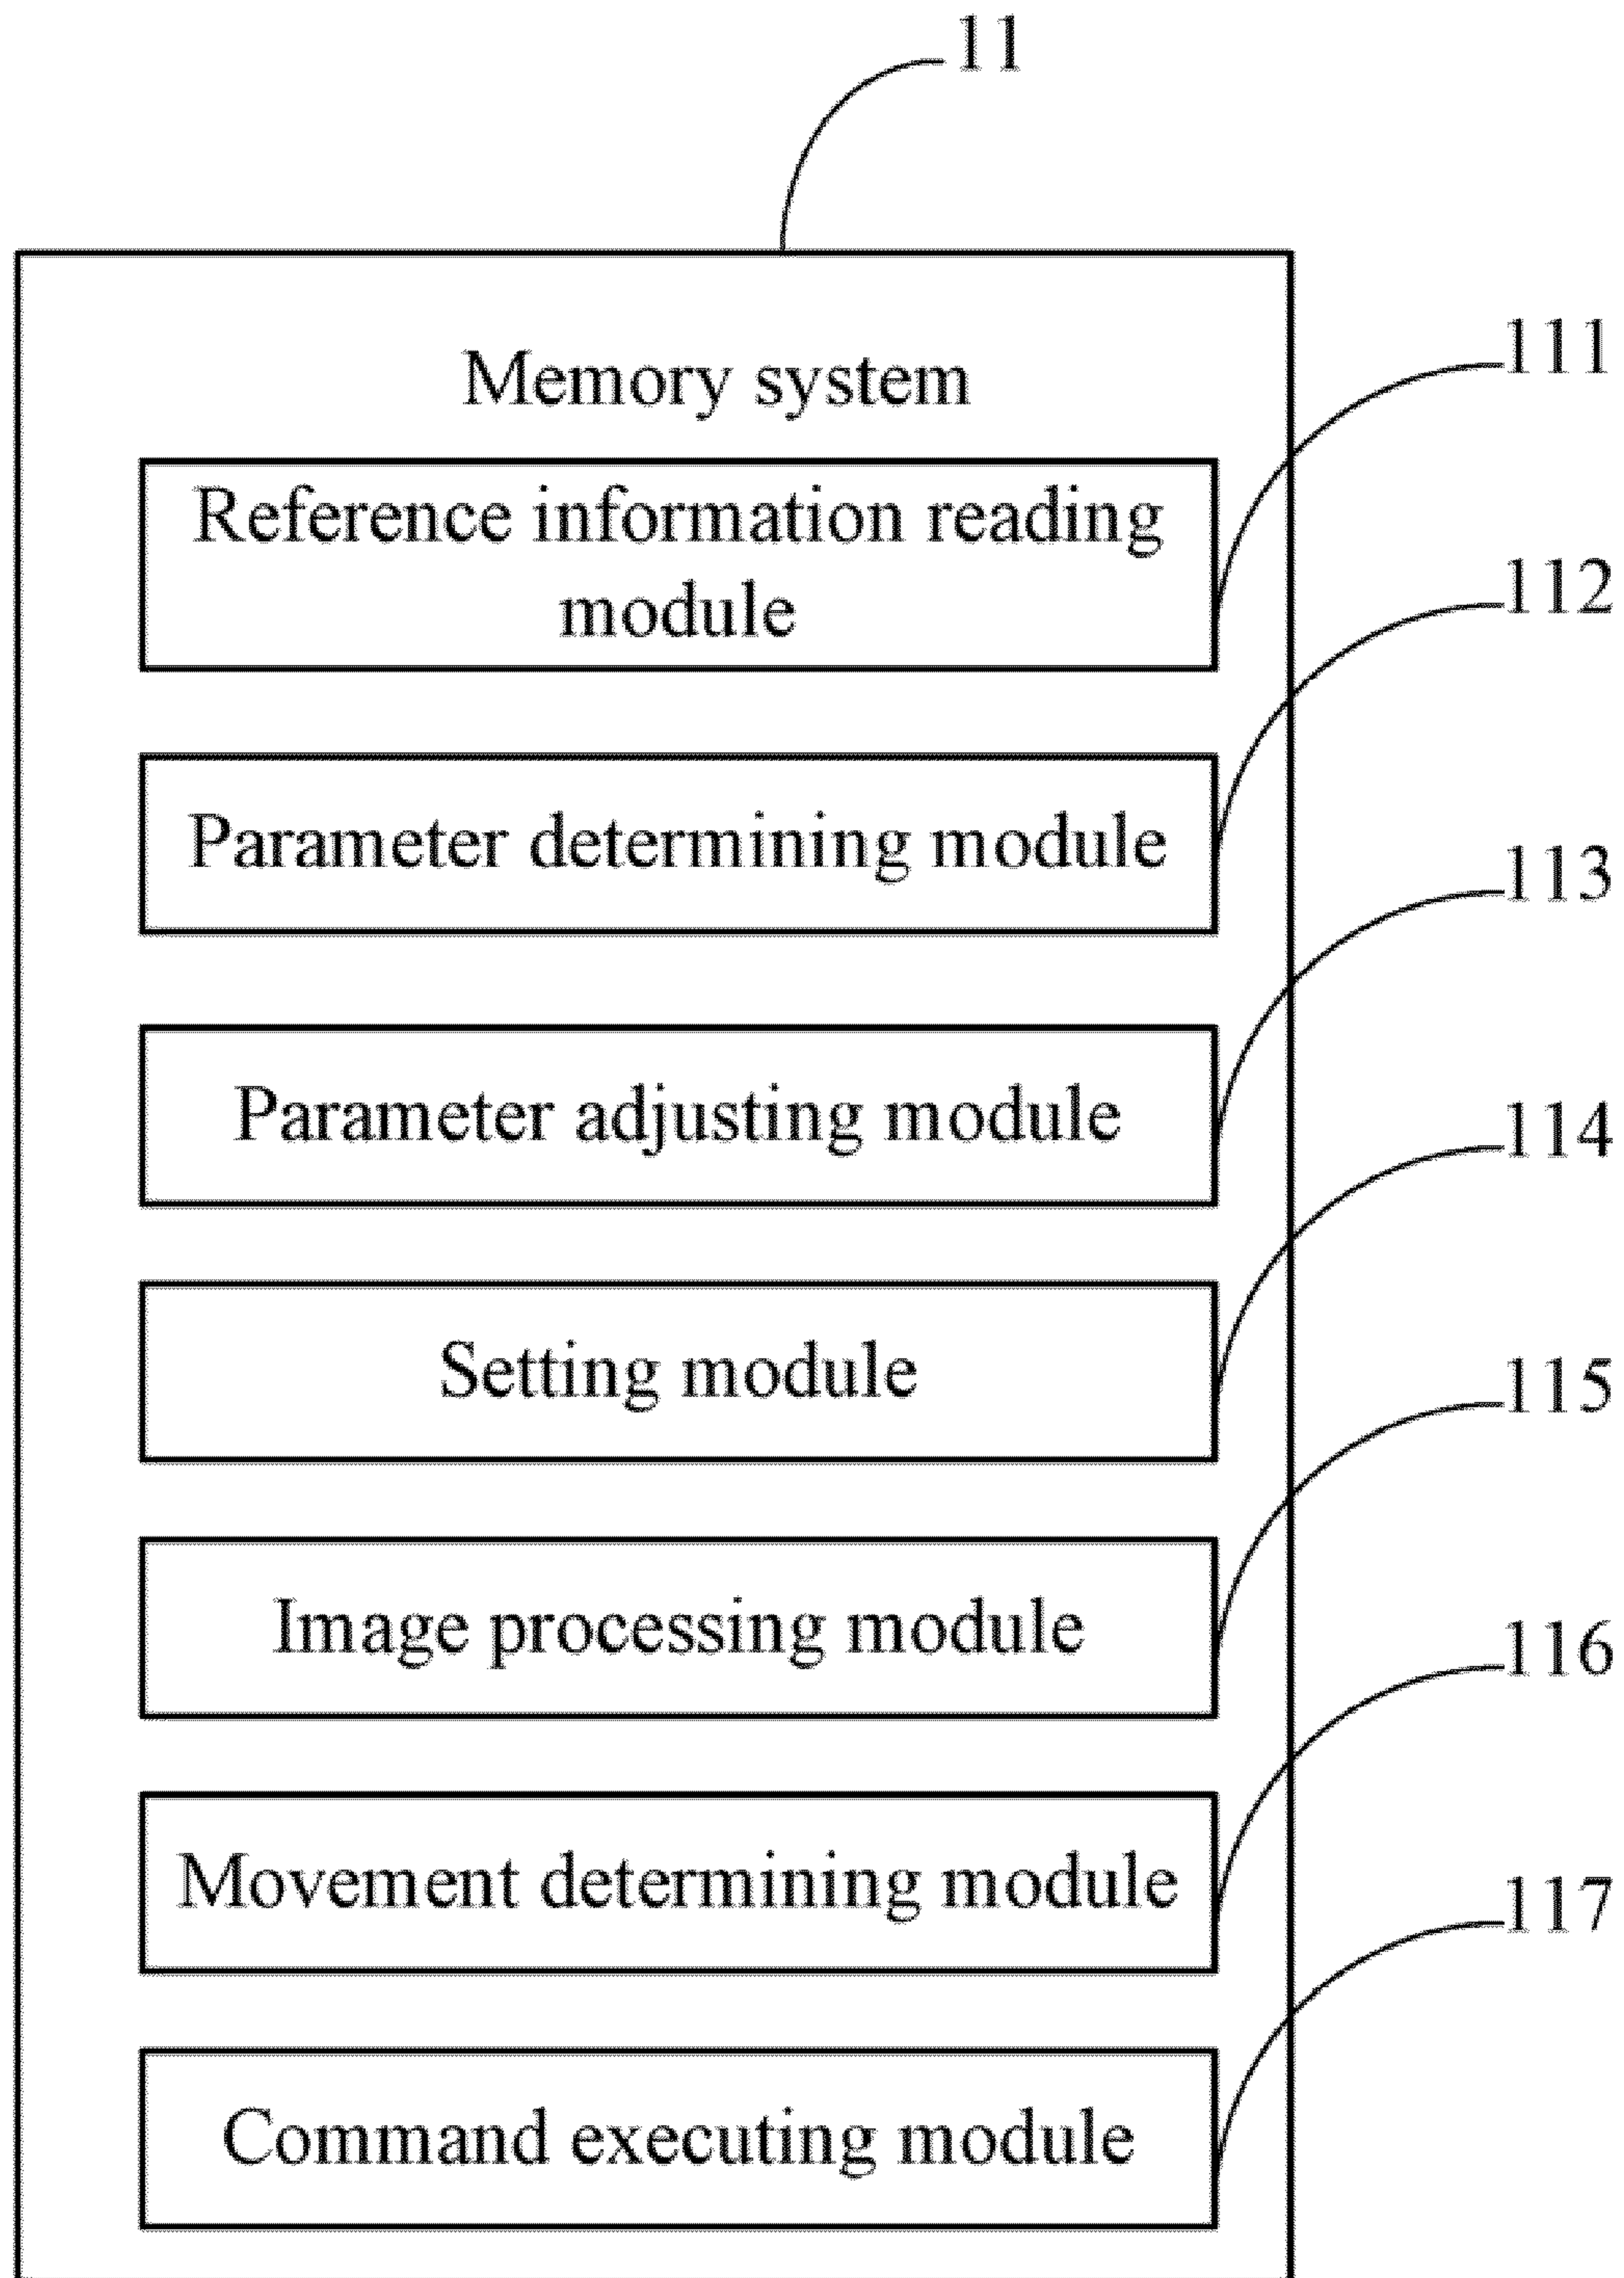 11
Memory system
111
Reference information reading
module
112
Parameter determining module
113
Parameter adjusting module
114
Setting module
115
Image processing module
116
Movement determining module
117
Command executing module